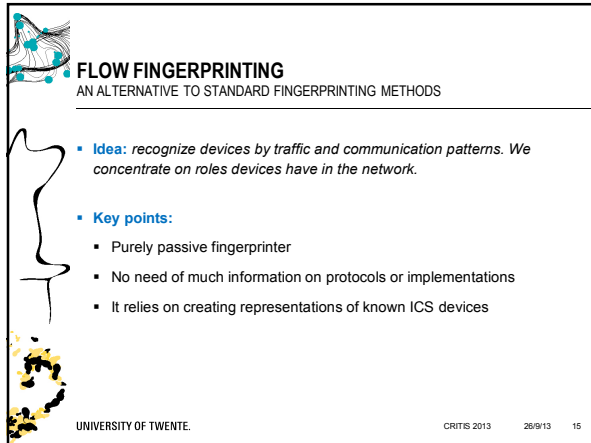 FLOW FINGERPRINTING
AN ALTERNATIVE TO STANDARD FINGERPRINTING METHODS
▪ Idea: recognize devices by traffic and communication patterns. We
concentrate on roles devices have in the network.
▪ Key points:
▪ Purely passive fingerprinter
▪ No need of much information on protocols or implementations
▪ It relies on creating representations of known ICS devices
UNIVERSITY OF TWENTE. CRITIS 2013 26/9/13 15